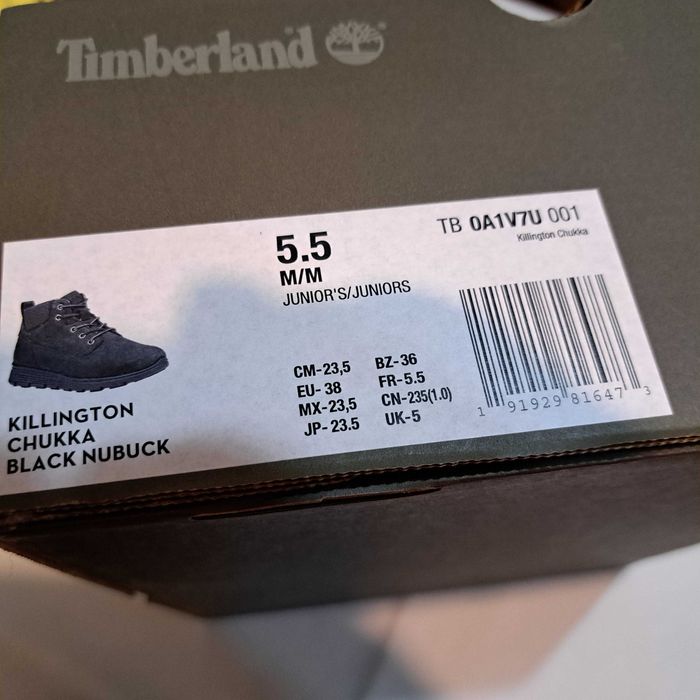 Timberland
TB 0A1V7U 001
Killington Chukka
5.5
M/M
JUNIOR'S/JUNIORS
CM-23,5 BZ-36
EU- 38 FR-5.5
MX-23,5 CN-235(1.0)
JP- 23.5 UK-5
1 91929 81647 3
KILLINGTON
CHUKKA
BLACK NUBUCK